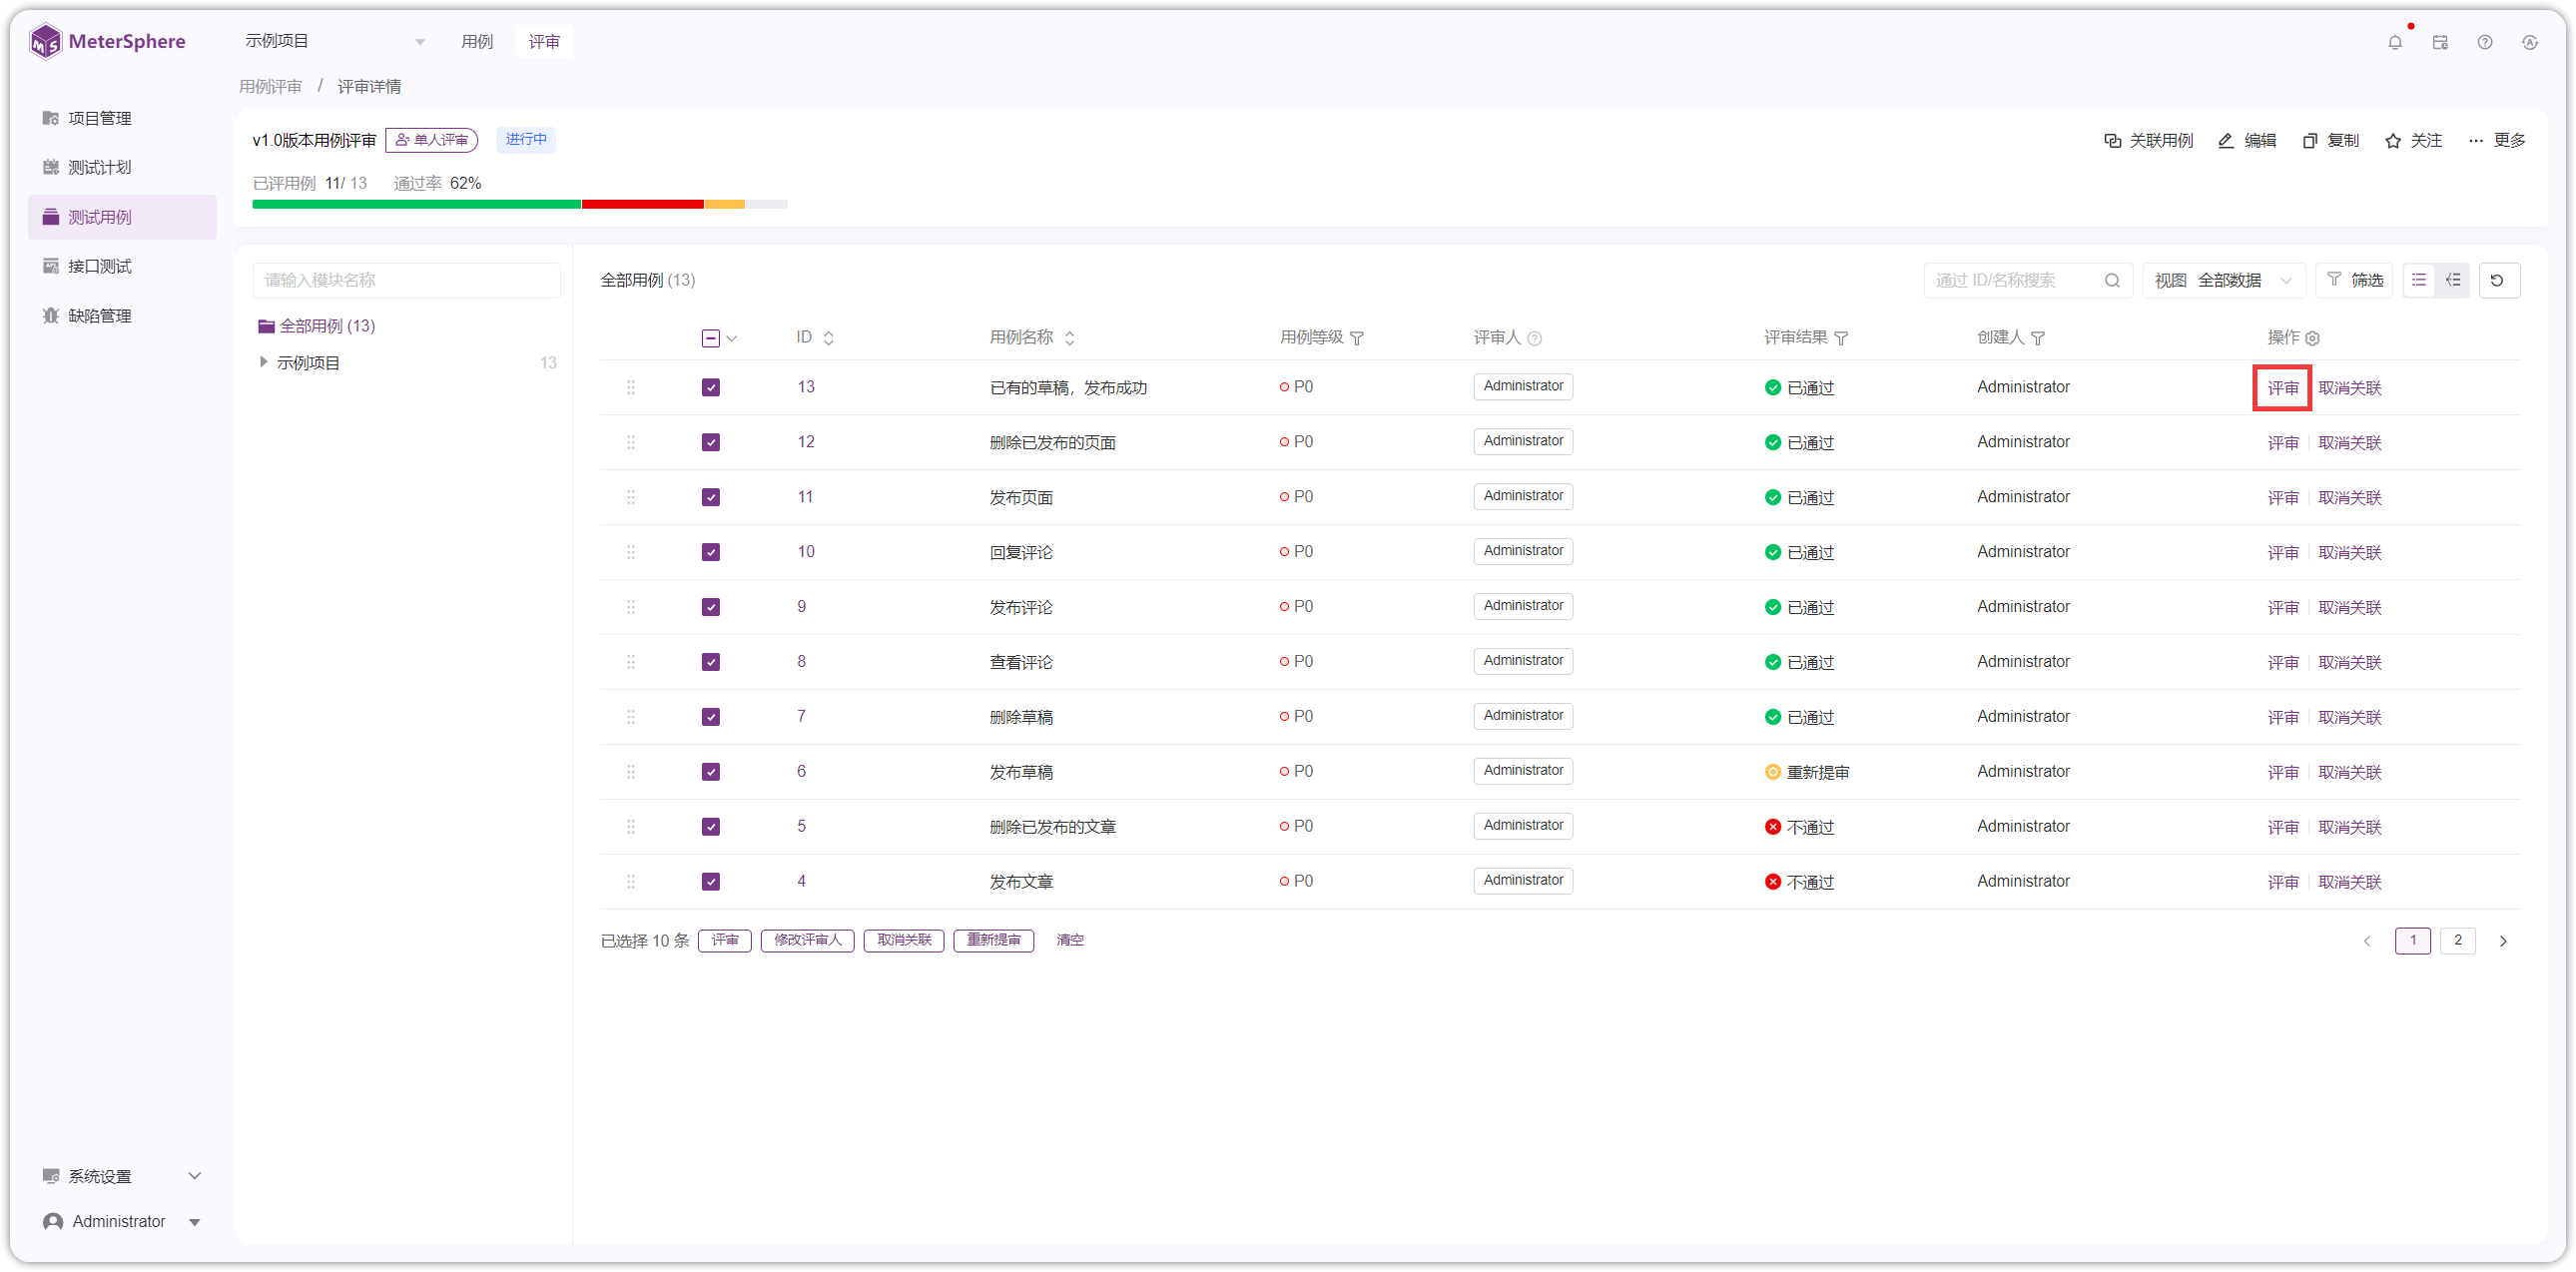 MeterSphere 示例项目 用例 评审
用例评审 / 评审详情
项目管理
测试计划
测试用例
接口测试
缺陷管理
v1.0版本用例评审 单人评审 进行中
关联用例 编辑 复制 关注 ... 更多
已评用例 11/ 13 通过率 62%
请输入模块名称
全部用例 (13)
示例项目 13
全部用例 (13)
通过 ID/名称搜索 视图 全部数据 筛选
ID 用例名称 用例等级 评审人 评审结果 创建人 操作
13 已有的草稿，发布成功 P0 Administrator 已通过 Administrator 评审 取消关联
12 删除已发布的页面 P0 Administrator 已通过 Administrator 评审 取消关联
11 发布页面 P0 Administrator 已通过 Administrator 评审 取消关联
10 回复评论 P0 Administrator 已通过 Administrator 评审 取消关联
9 发布评论 P0 Administrator 已通过 Administrator 评审 取消关联
8 查看评论 P0 Administrator 已通过 Administrator 评审 取消关联
7 删除草稿 P0 Administrator 已通过 Administrator 评审 取消关联
6 发布草稿 P0 Administrator 重新提审 Administrator 评审 取消关联
5 删除已发布的文章 P0 Administrator 不通过 Administrator 评审 取消关联
4 发布文章 P0 Administrator 不通过 Administrator 评审 取消关联
已选择 10 条 评审 修改评审人 取消关联 重新提审 清空
1 2
系统设置
Administrator